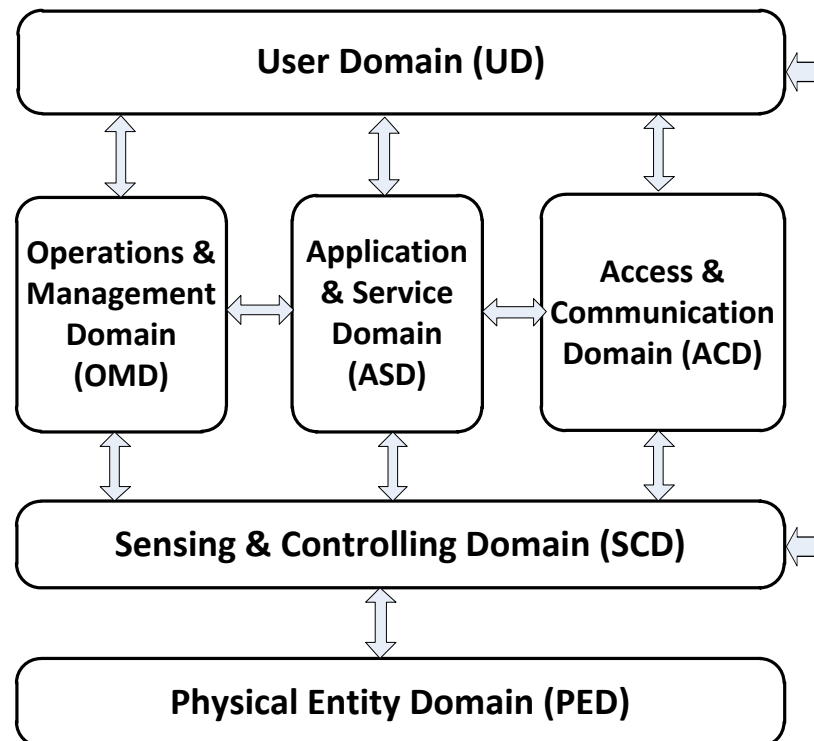 User Domain (UD)
Operations &
Management
Domain
(OMD)
Application
& Service
Domain
(ASD)
Access &
Communication
Domain (ACD)
Sensing & Controlling Domain (SCD)
Physical Entity Domain (PED)